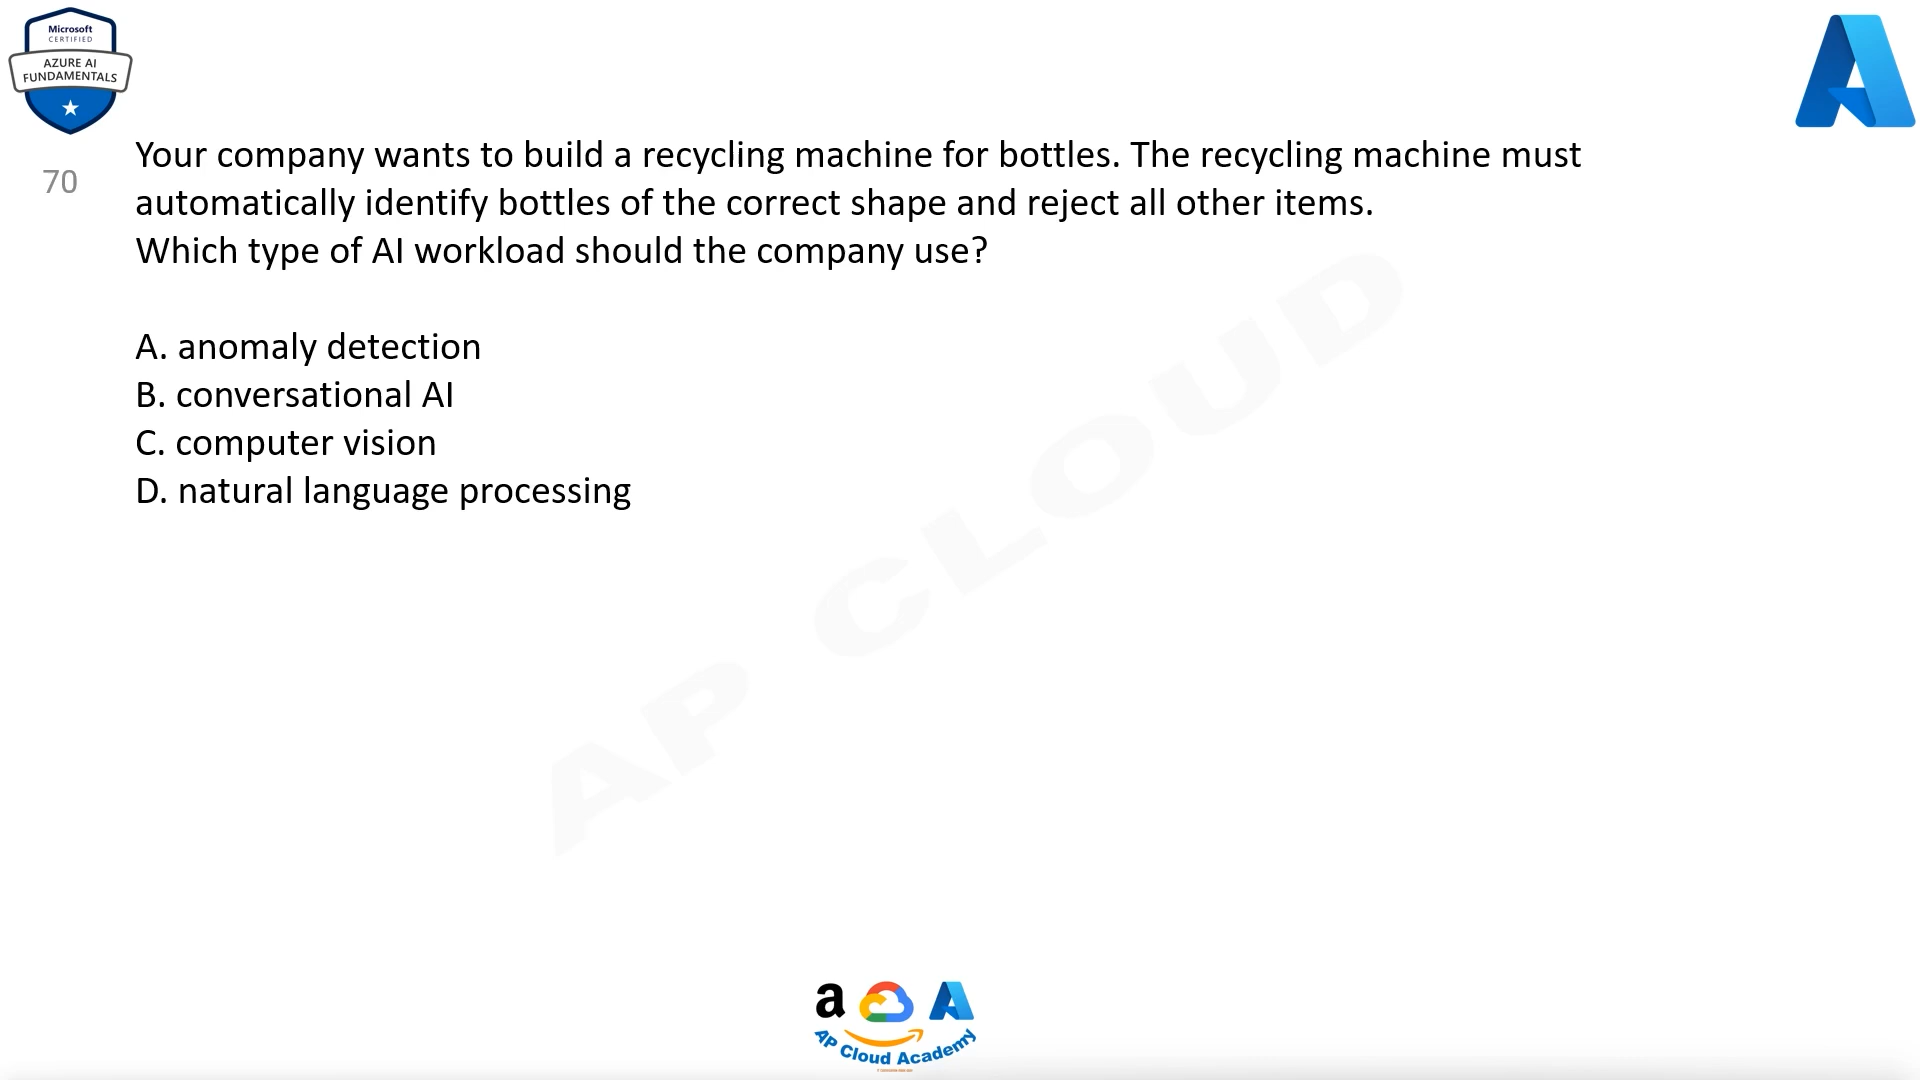 Microsoft
CERTIFIED
AZURE AI
FUNDAMENTALS
70
Your company wants to build a recycling machine for bottles. The recycling machine must
automatically identify bottles of the correct shape and reject all other items.
Which type of AI workload should the company use?
A. anomaly detection
B. conversational AI
C. computer vision
D. natural language processing
AP CLOUD
a
AP Cloud Academy